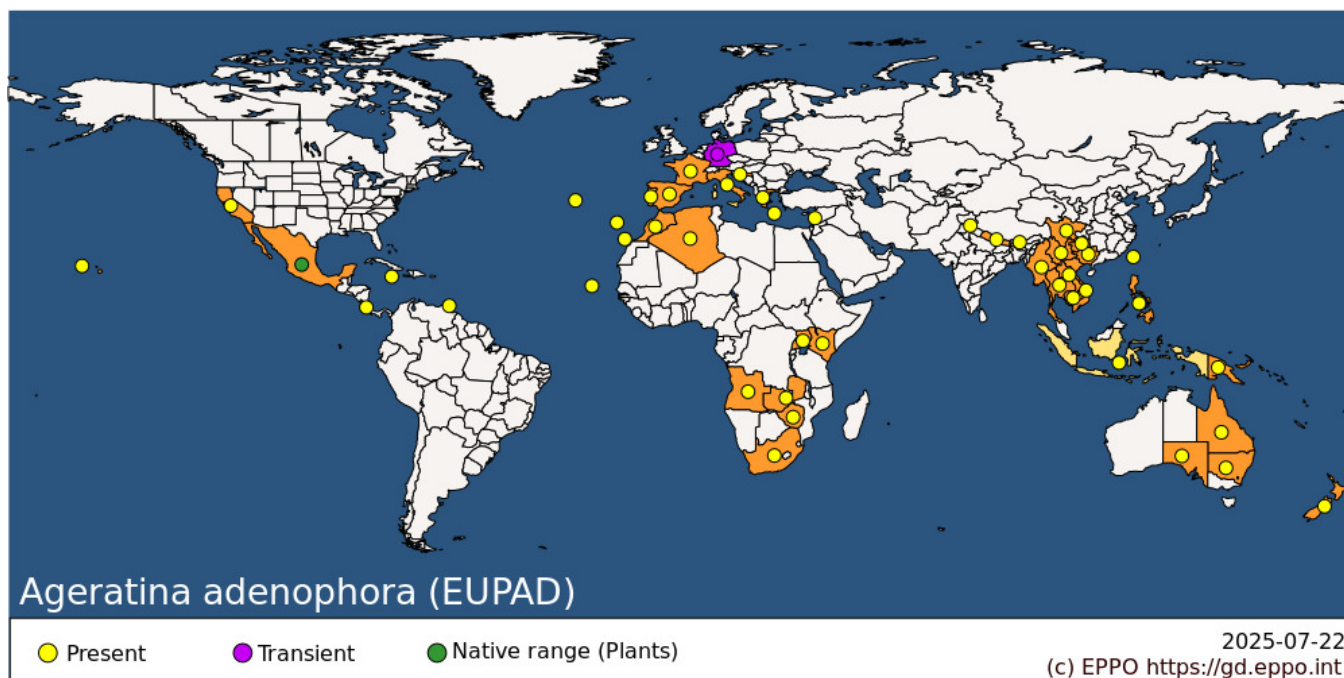 Ageratina adenophora (EUPAD)
Present
Transient
Native range (Plants)
2025-07-22
(c) EPPO https://gd.eppo.int